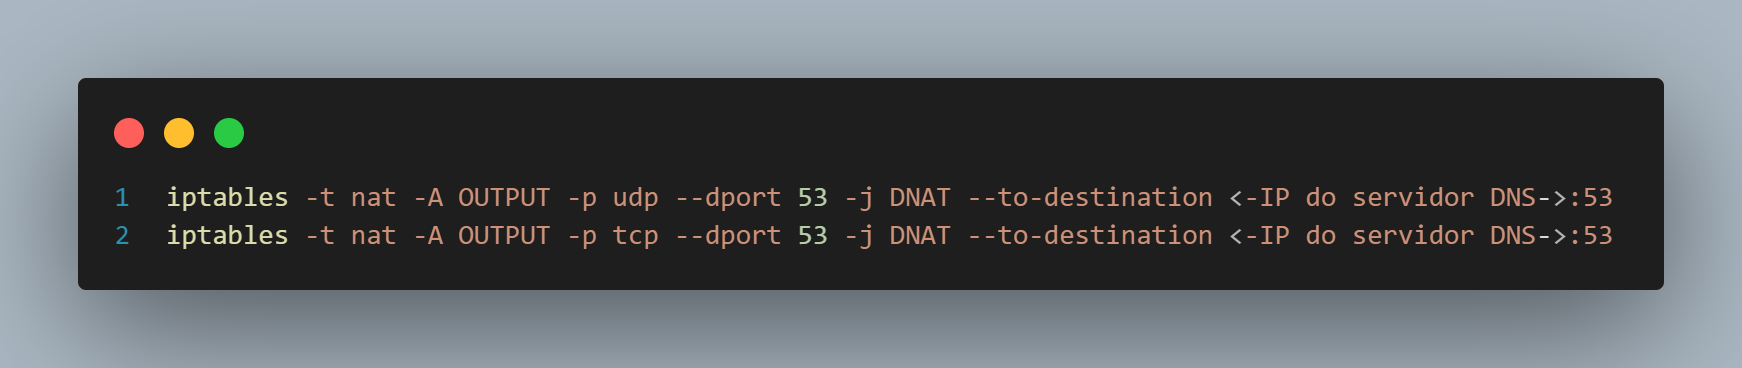 1 iptables -t nat -A OUTPUT -p udp --dport 53 -j DNAT --to-destination <-IP do servidor DNS->:53
2 iptables -t nat -A OUTPUT -p tcp --dport 53 -j DNAT --to-destination <-IP do servidor DNS->:53